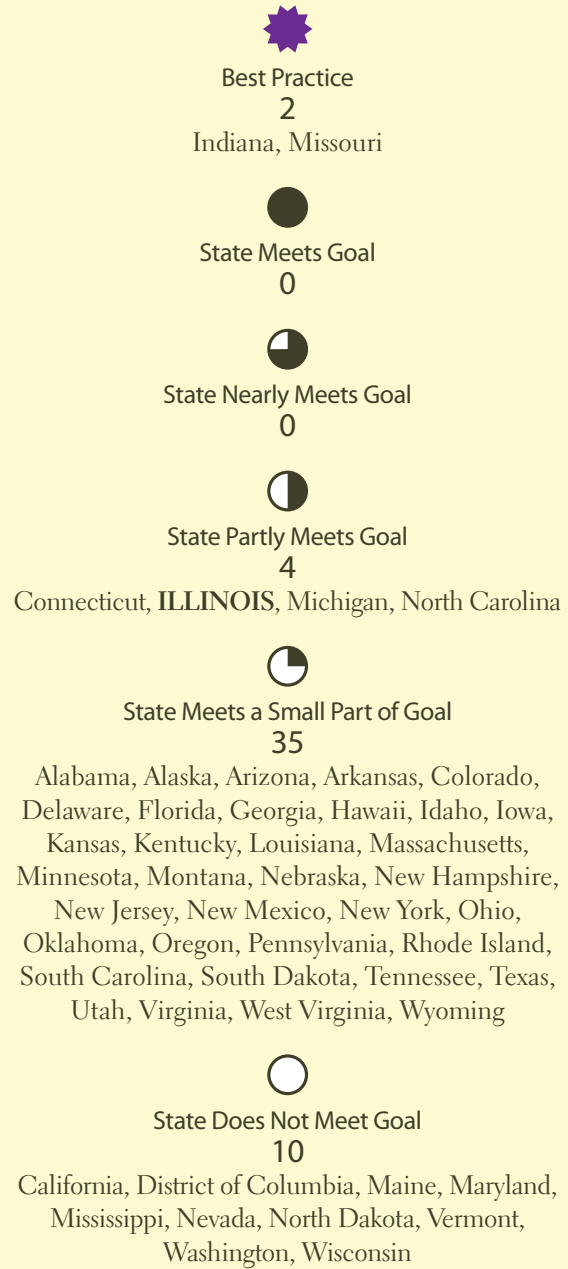 Best Practice
2
Indiana, Missouri
State Meets Goal
0
State Nearly Meets Goal
0
State Partly Meets Goal
4
Connecticut, ILLINOIS, Michigan, North Carolina
State Meets a Small Part of Goal
35
Alabama, Alaska, Arizona, Arkansas, Colorado,
Delaware, Florida, Georgia, Hawaii, Idaho, Iowa,
Kansas, Kentucky, Louisiana, Massachusetts,
Minnesota, Montana, Nebraska, New Hampshire,
New Jersey, New Mexico, New York, Ohio,
Oklahoma, Oregon, Pennsylvania, Rhode Island,
South Carolina, South Dakota, Tennessee, Texas,
Utah, Virginia, West Virginia, Wyoming
State Does Not Meet Goal
10
California, District of Columbia, Maine, Maryland,
Mississippi, Nevada, North Dakota, Vermont,
Washington, Wisconsin